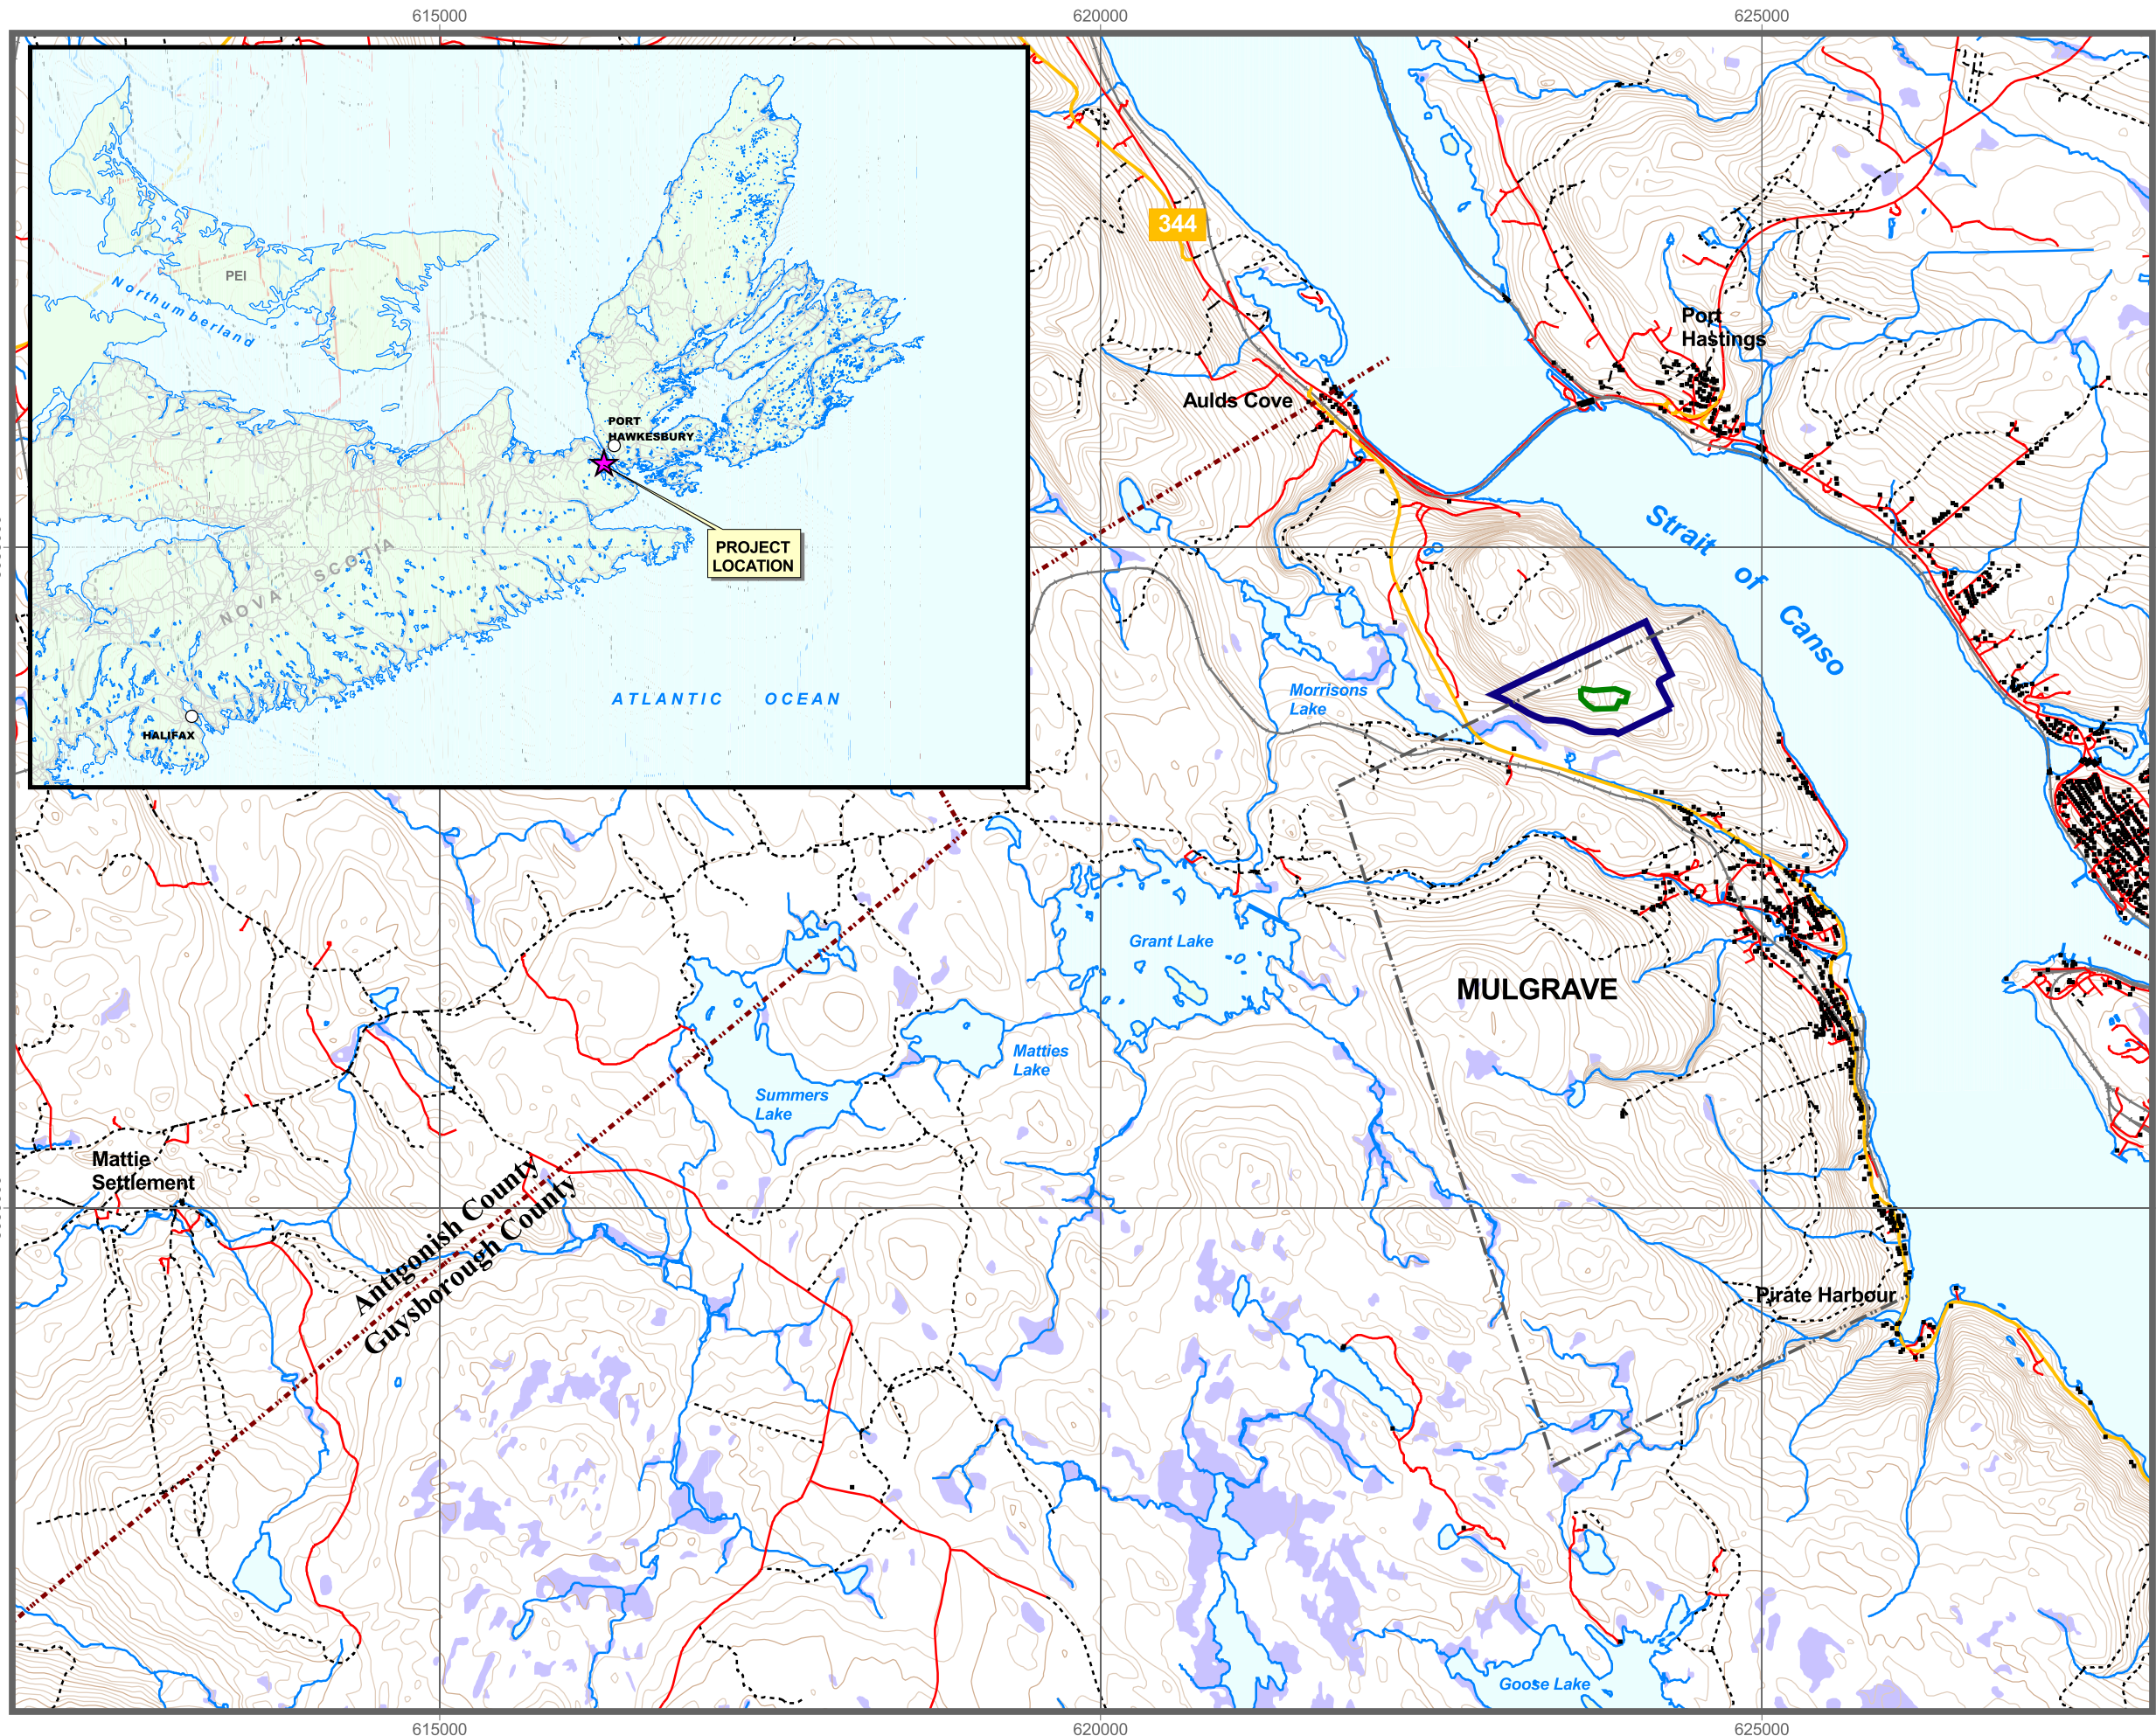 615000
620000
625000
PEI
Northumberland
344
Port
Hastings
Aulds Cove
PORT
HAWKESBURY
PROJECT
LOCATION
NOVA SCOTIA
Strait of Canso
Morrisons
Lake
ATLANTIC OCEAN
HALIFAX
Grant Lake
MULGRAVE
Matties
Lake
Summers
Lake
Mattie
Settlement
Antigonish County
Guysborough County
Pirate Harbour
Goose Lake
615000
620000
625000